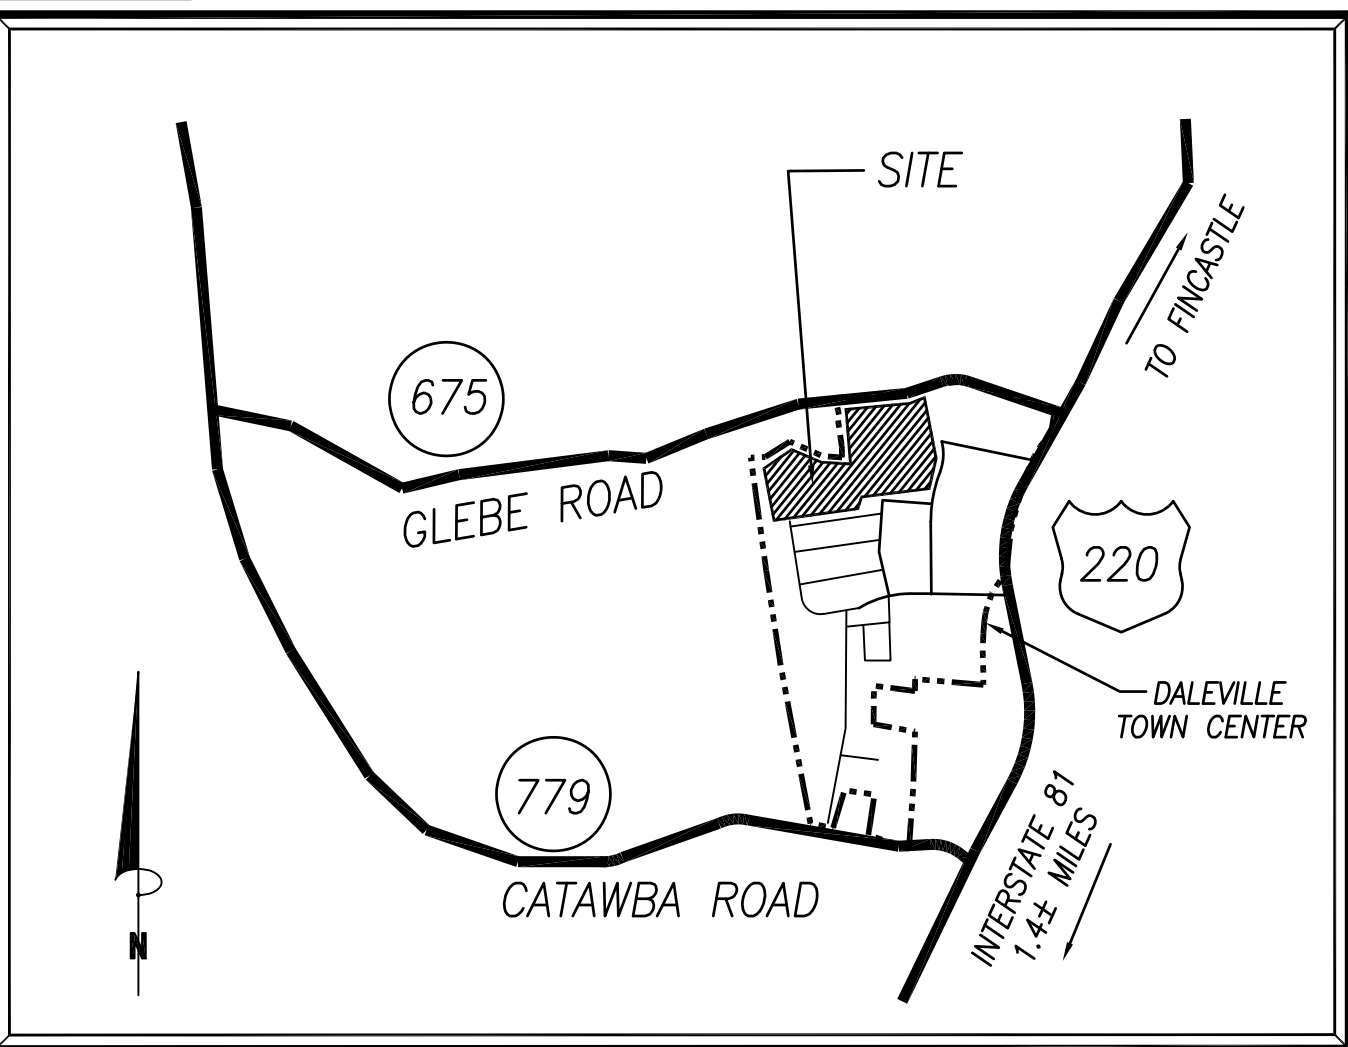 SITE
TO FINCASTLE
675
GLEBE ROAD
220
DALEVILLE
TOWN CENTER
779
CATAWBA ROAD
INTERSTATE 81
1.4± MILES
N